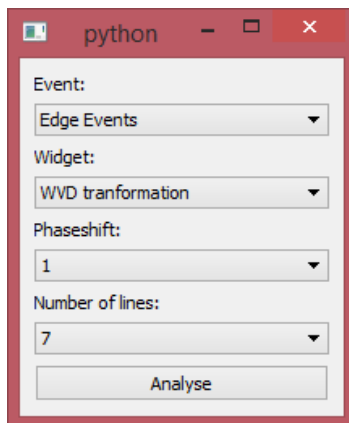 python
Event:
Edge Events
Widget:
WVD tranformation
Phaseshift:
1
Number of lines:
7
Analyse